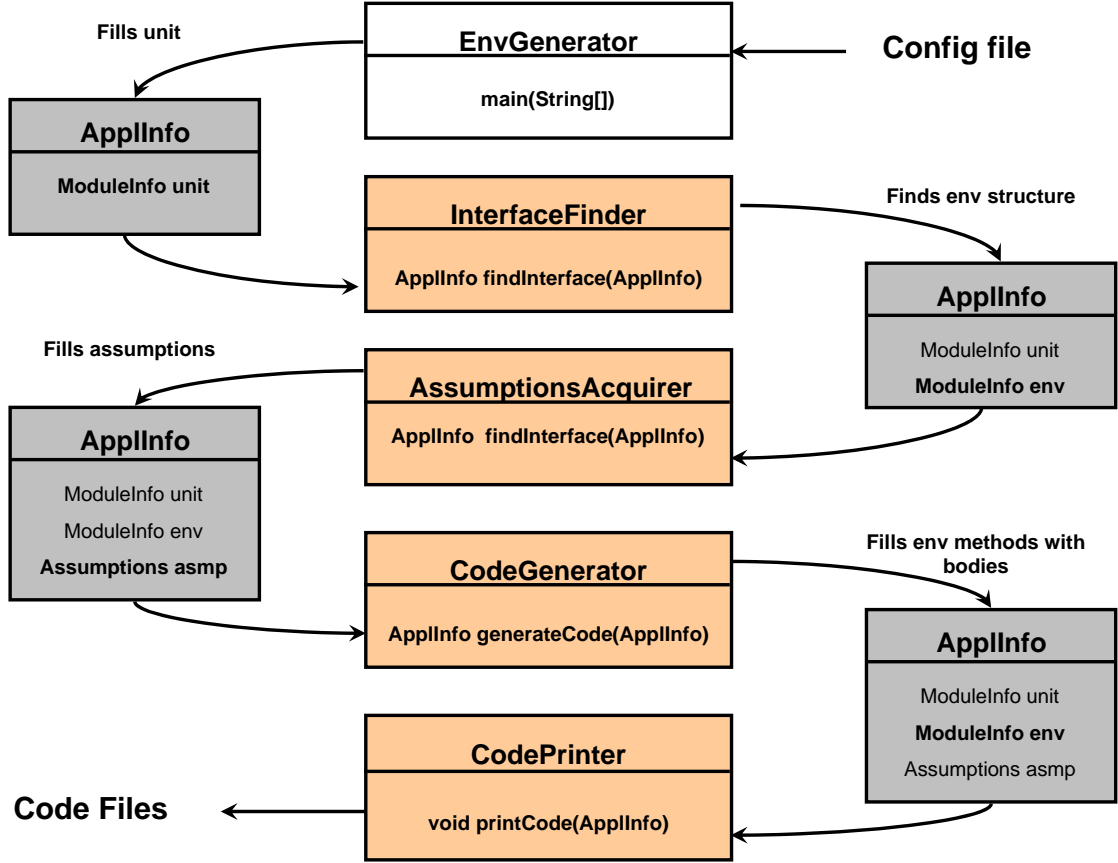 Fills unit
EnvGenerator
main(String[])
Config file
ApplInfo
ModuleInfo unit
InterfaceFinder
ApplInfo findInterface(ApplInfo)
Finds env structure
ApplInfo
ModuleInfo unit
ModuleInfo env
Fills assumptions
AssumptionsAcquirer
ApplInfo findInterface(ApplInfo)
ApplInfo
ModuleInfo unit
ModuleInfo env
Assumptions asmp
CodeGenerator
ApplInfo generateCode(ApplInfo)
Fills env methods with
bodies
ApplInfo
ModuleInfo unit
ModuleInfo env
Assumptions asmp
CodePrinter
void printCode(ApplInfo)
Code Files